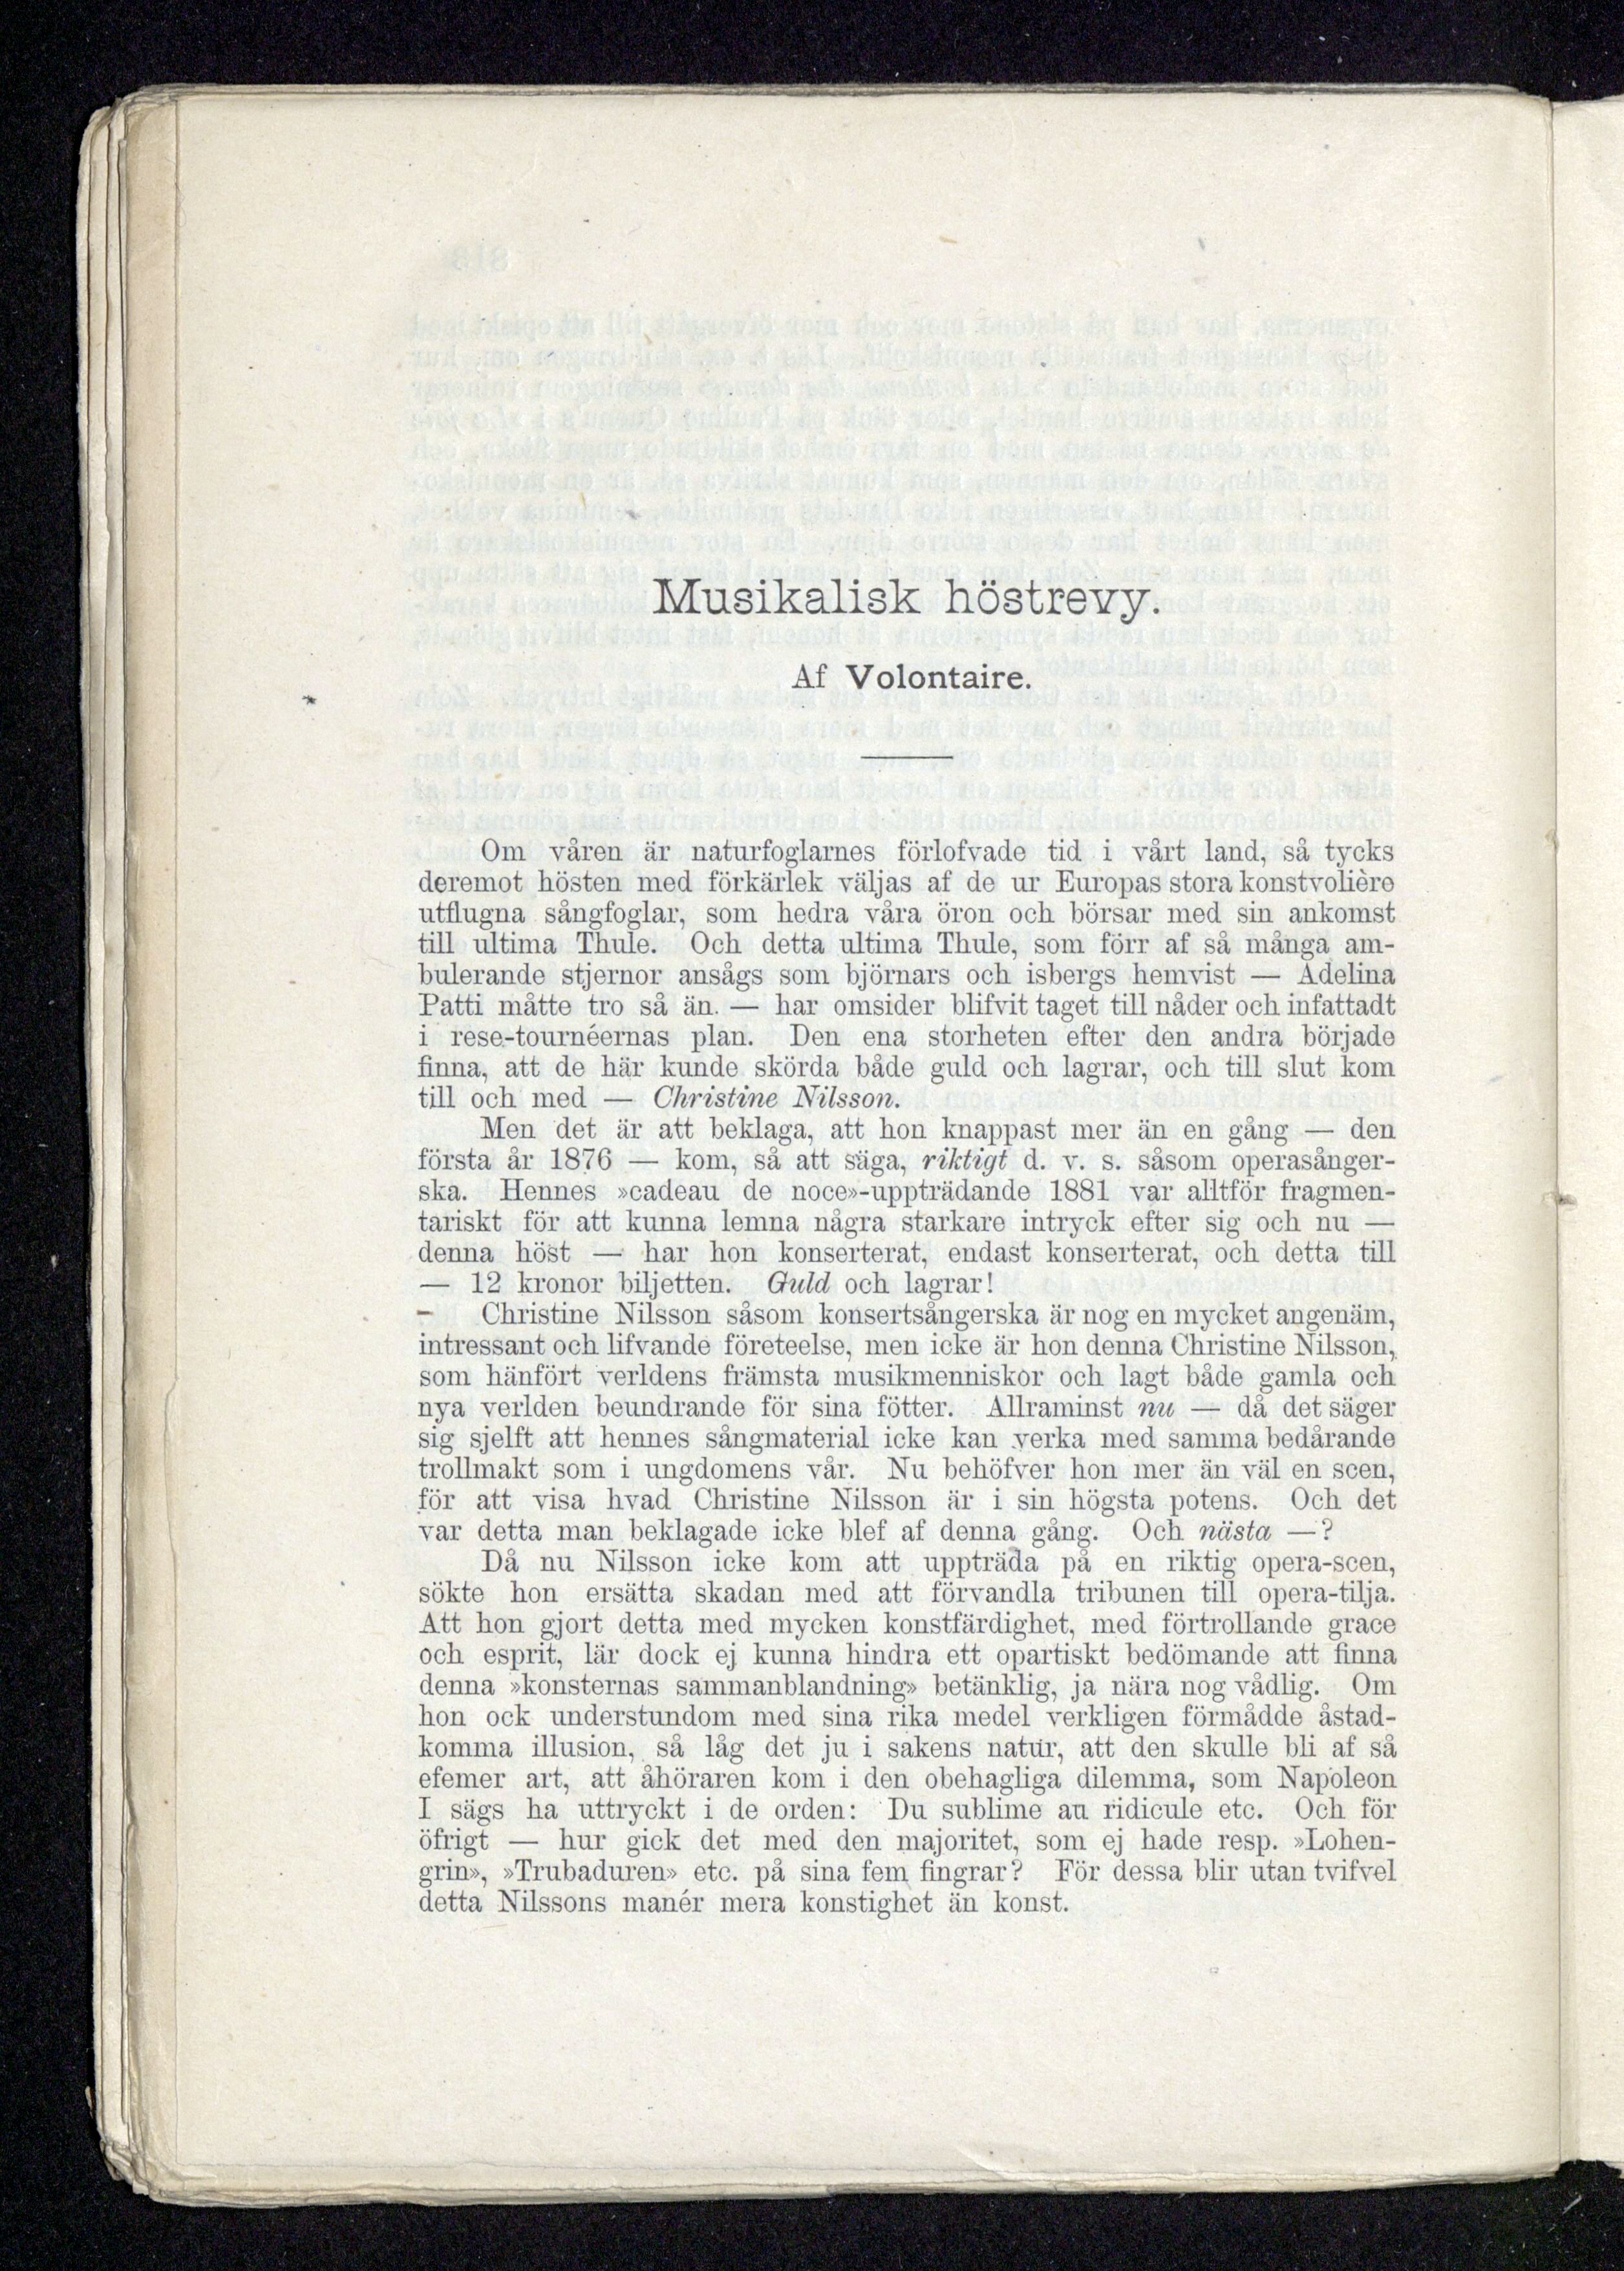 Musikalisk höstrevy.
Af Volontaire.
Om våren är naturfoglarnes förlofvade tid i vårt land, så tycks
deremot hösten med förkärlek väljas af de ur Europas stora konstvolière
utflugna sångfoglar, som hedra våra öron och börsar med sin ankomst
till ultima Thule. Och detta ultima Thule, som förr af så många am-
bulerande stjernor ansågs som björnars och isbergs hemvist — Adelina
Patti måtte tro så än. — har omsider blifvit taget till nåder och infattadt
i rese-tournéernas plan. Den ena storheten efter den andra började
finna, att de här kunde skörda både guld och lagrar, och till slut kom
till och med — Christine Nilsson.
Men det är att beklaga, att hon knappast mer än en gång — den
första år 1876 — kom, så att säga, riktigt d. v. s. såsom operasånger-
ska. Hennes »cadeau de noce»-uppträdande 1881 var alltför fragmen-
tariskt för att kunna lemna några starkare intryck efter sig och nu —
denna höst — har hon konserterat, endast konserterat, och detta till
— 12 kronor biljetten. Guld och lagrar!
Christine Nilsson såsom konsertsångerska är nog en mycket angenäm,
intressant och lifvande företeelse, men icke är hon denna Christine Nilsson,
som hänfört verldens främsta musikmenniskor och lagt både gamla och
nya verlden beundrande för sina fötter. Allraminst nu — då det säger
sig sjelft att hennes sångmaterial icke kan verka med samma bedårande
trollmakt som i ungdomens vår. Nu behöfver hon mer än väl en scen,
för att visa hvad Christine Nilsson är i sin högsta potens. Och det
var detta man beklagade icke blef af denna gång. Och nästa —?
Då nu Nilsson icke kom att uppträda på en riktig opera-scen,
sökte hon ersätta skadan med att förvandla tribunen till opera-tilja.
Att hon gjort detta med mycken konstfärdighet, med förtrollande grace
och esprit, lär dock ej kunna hindra ett opartiskt bedömande att finna
denna »konsternas sammanblandning» betänklig, ja nära nog vådlig. Om
hon ock understundom med sina rika medel verkligen förmådde åstad-
komma illusion, så låg det ju i sakens natur, att den skulle bli af så
efemer art, att åhöraren kom i den obehagliga dilemma, som Napoleon
I sägs ha uttryckt i de orden: Du sublime au ridicule etc. Och för
öfrigt — hur gick det med den majoritet, som ej hade resp. »Lohen-
grin», »Trubaduren» etc. på sina fem fingrar? För dessa blir utan tvifvel
detta Nilssons manér mera konstighet än konst.